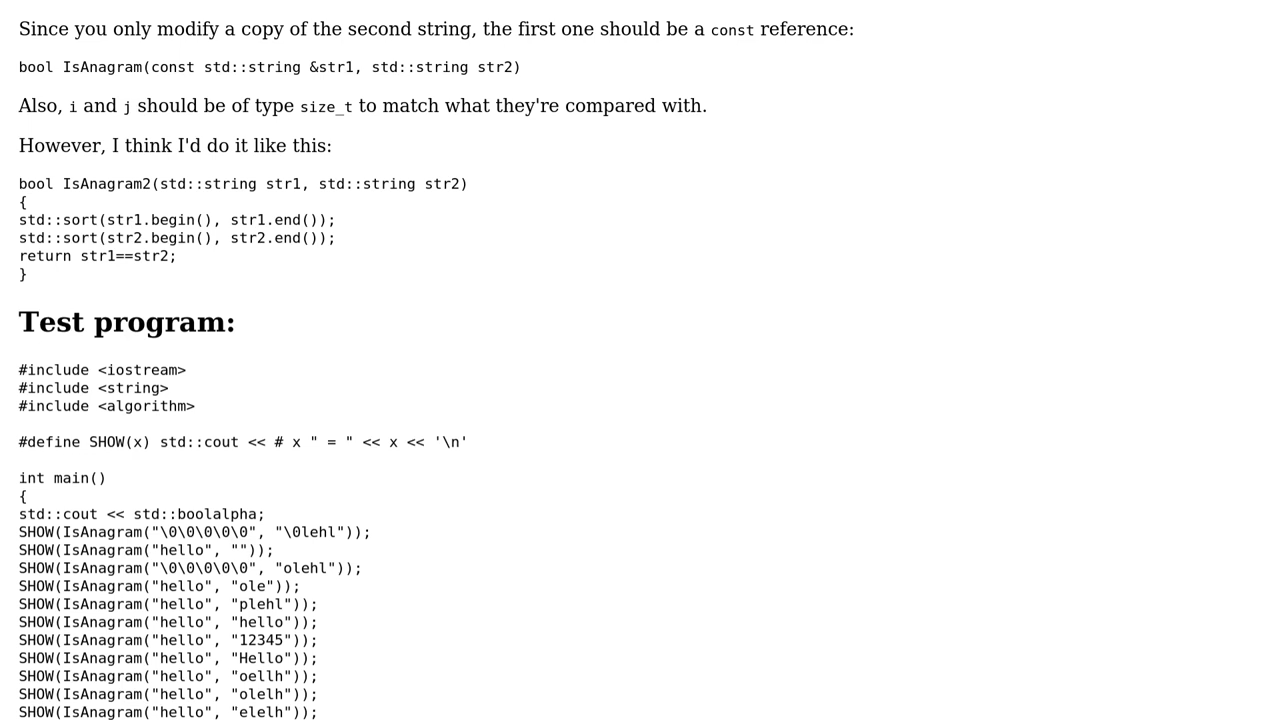 Since you only modify a copy of the second string, the first one should be a const reference:
bool IsAnagram(const std::string &str1, std::string str2)
Also, i and j should be of type size_t to match what they're compared with.
However, I think I'd do it like this:
bool IsAnagram2(std::string str1, std::string str2)
{
std::sort(str1.begin(), str1.end());
std::sort(str2.begin(), str2.end());
return str1==str2;
}
Test program:
#include <iostream>
#include <string>
#include <algorithm>
#define SHOW(x) std::cout << # x " = " << x << '\n'
int main()
{
std::cout << std::boolalpha;
SHOW(IsAnagram("\0\0\0\0\0", "\0lehl"));
SHOW(IsAnagram("hello", ""));
SHOW(IsAnagram("\0\0\0\0\0", "olehl"));
SHOW(IsAnagram("hello", "ole"));
SHOW(IsAnagram("hello", "plehl"));
SHOW(IsAnagram("hello", "hello"));
SHOW(IsAnagram("hello", "12345"));
SHOW(IsAnagram("hello", "Hello"));
SHOW(IsAnagram("hello", "oellh"));
SHOW(IsAnagram("hello", "olelh"));
SHOW(IsAnagram("hello", "elelh"));